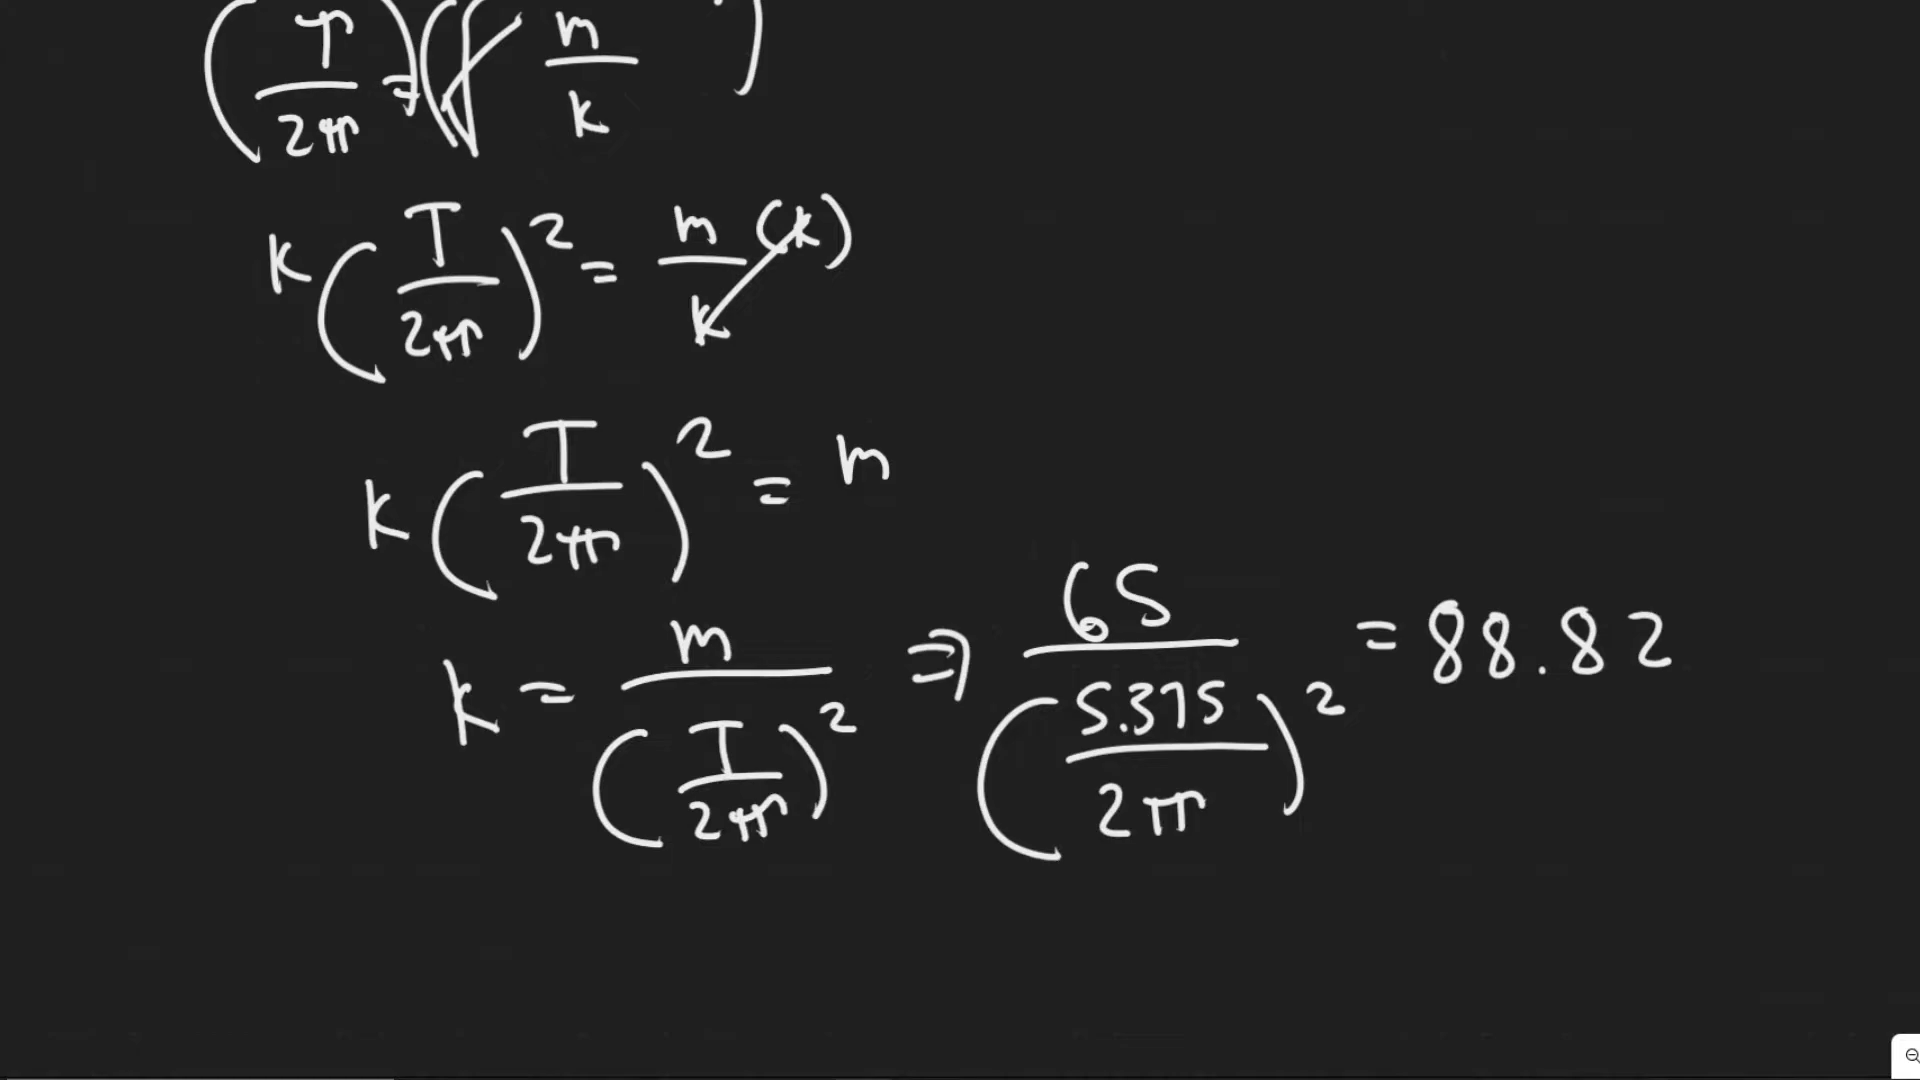 (T/2π) = (√ m/k )
k(T/2π)² = m/k (k)
k(T/2π)² = m
k = m/(T/2π)² ⇒ 65/(5.375/2π)² = 88.82